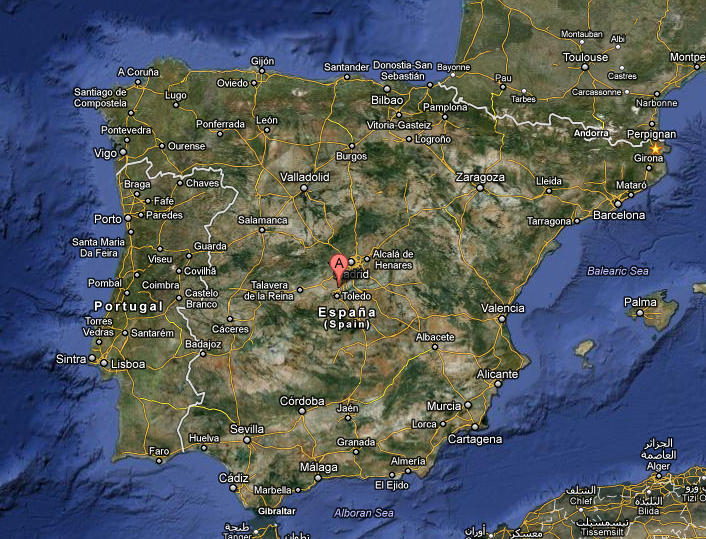 Montauban
Albi
Toulouse
Montpe
Castres
Gijón
Santander
Donostia-San
Sebastián
Bayonne
Pau
Tarbes
Carcassonne
Narbonne
A Coruña
Oviedo
Lugo
Bilbao
Santiago de
Compostela
Pamplona
Vitoria-Gasteiz
Andorra
Perpignan
Pontevedra
Ponferrada
León
Logroño
Vigo
Ourense
Burgos
Girona
Braga
Chaves
Valladolid
Zaragoza
Lleida
Mataró
Fafé
Porto
Paredes
Barcelona
Salamanca
Tarragona
Santa Maria
Da Feira
Viseu
Guarda
A
Alcalá de
Henares
Madrid
Covilhã
Balearic Sea
Pombal
Coimbra
Talavera
de la Reina
Toledo
Castelo
Branco
Portugal
España
(Spain)
Valencia
Palma
Torres
Vedras
Santarém
Cáceres
Albacete
Badajoz
Sintra
Lisboa
Alicante
Córdoba
Jaén
Murcia
Lorca
Sevilla
Cartagena
Huelva
Granada
Faro
الجزائر
العاصمة
Alger
Almería
Málaga
El Ejido
Cádiz
Marbella
الشلف
Chlef
البليدة
Blida
Tizi O
Gibraltar
Alboran Sea
طنجة
Tanger
تيسمسيلت
Tissemsilt
معسكر